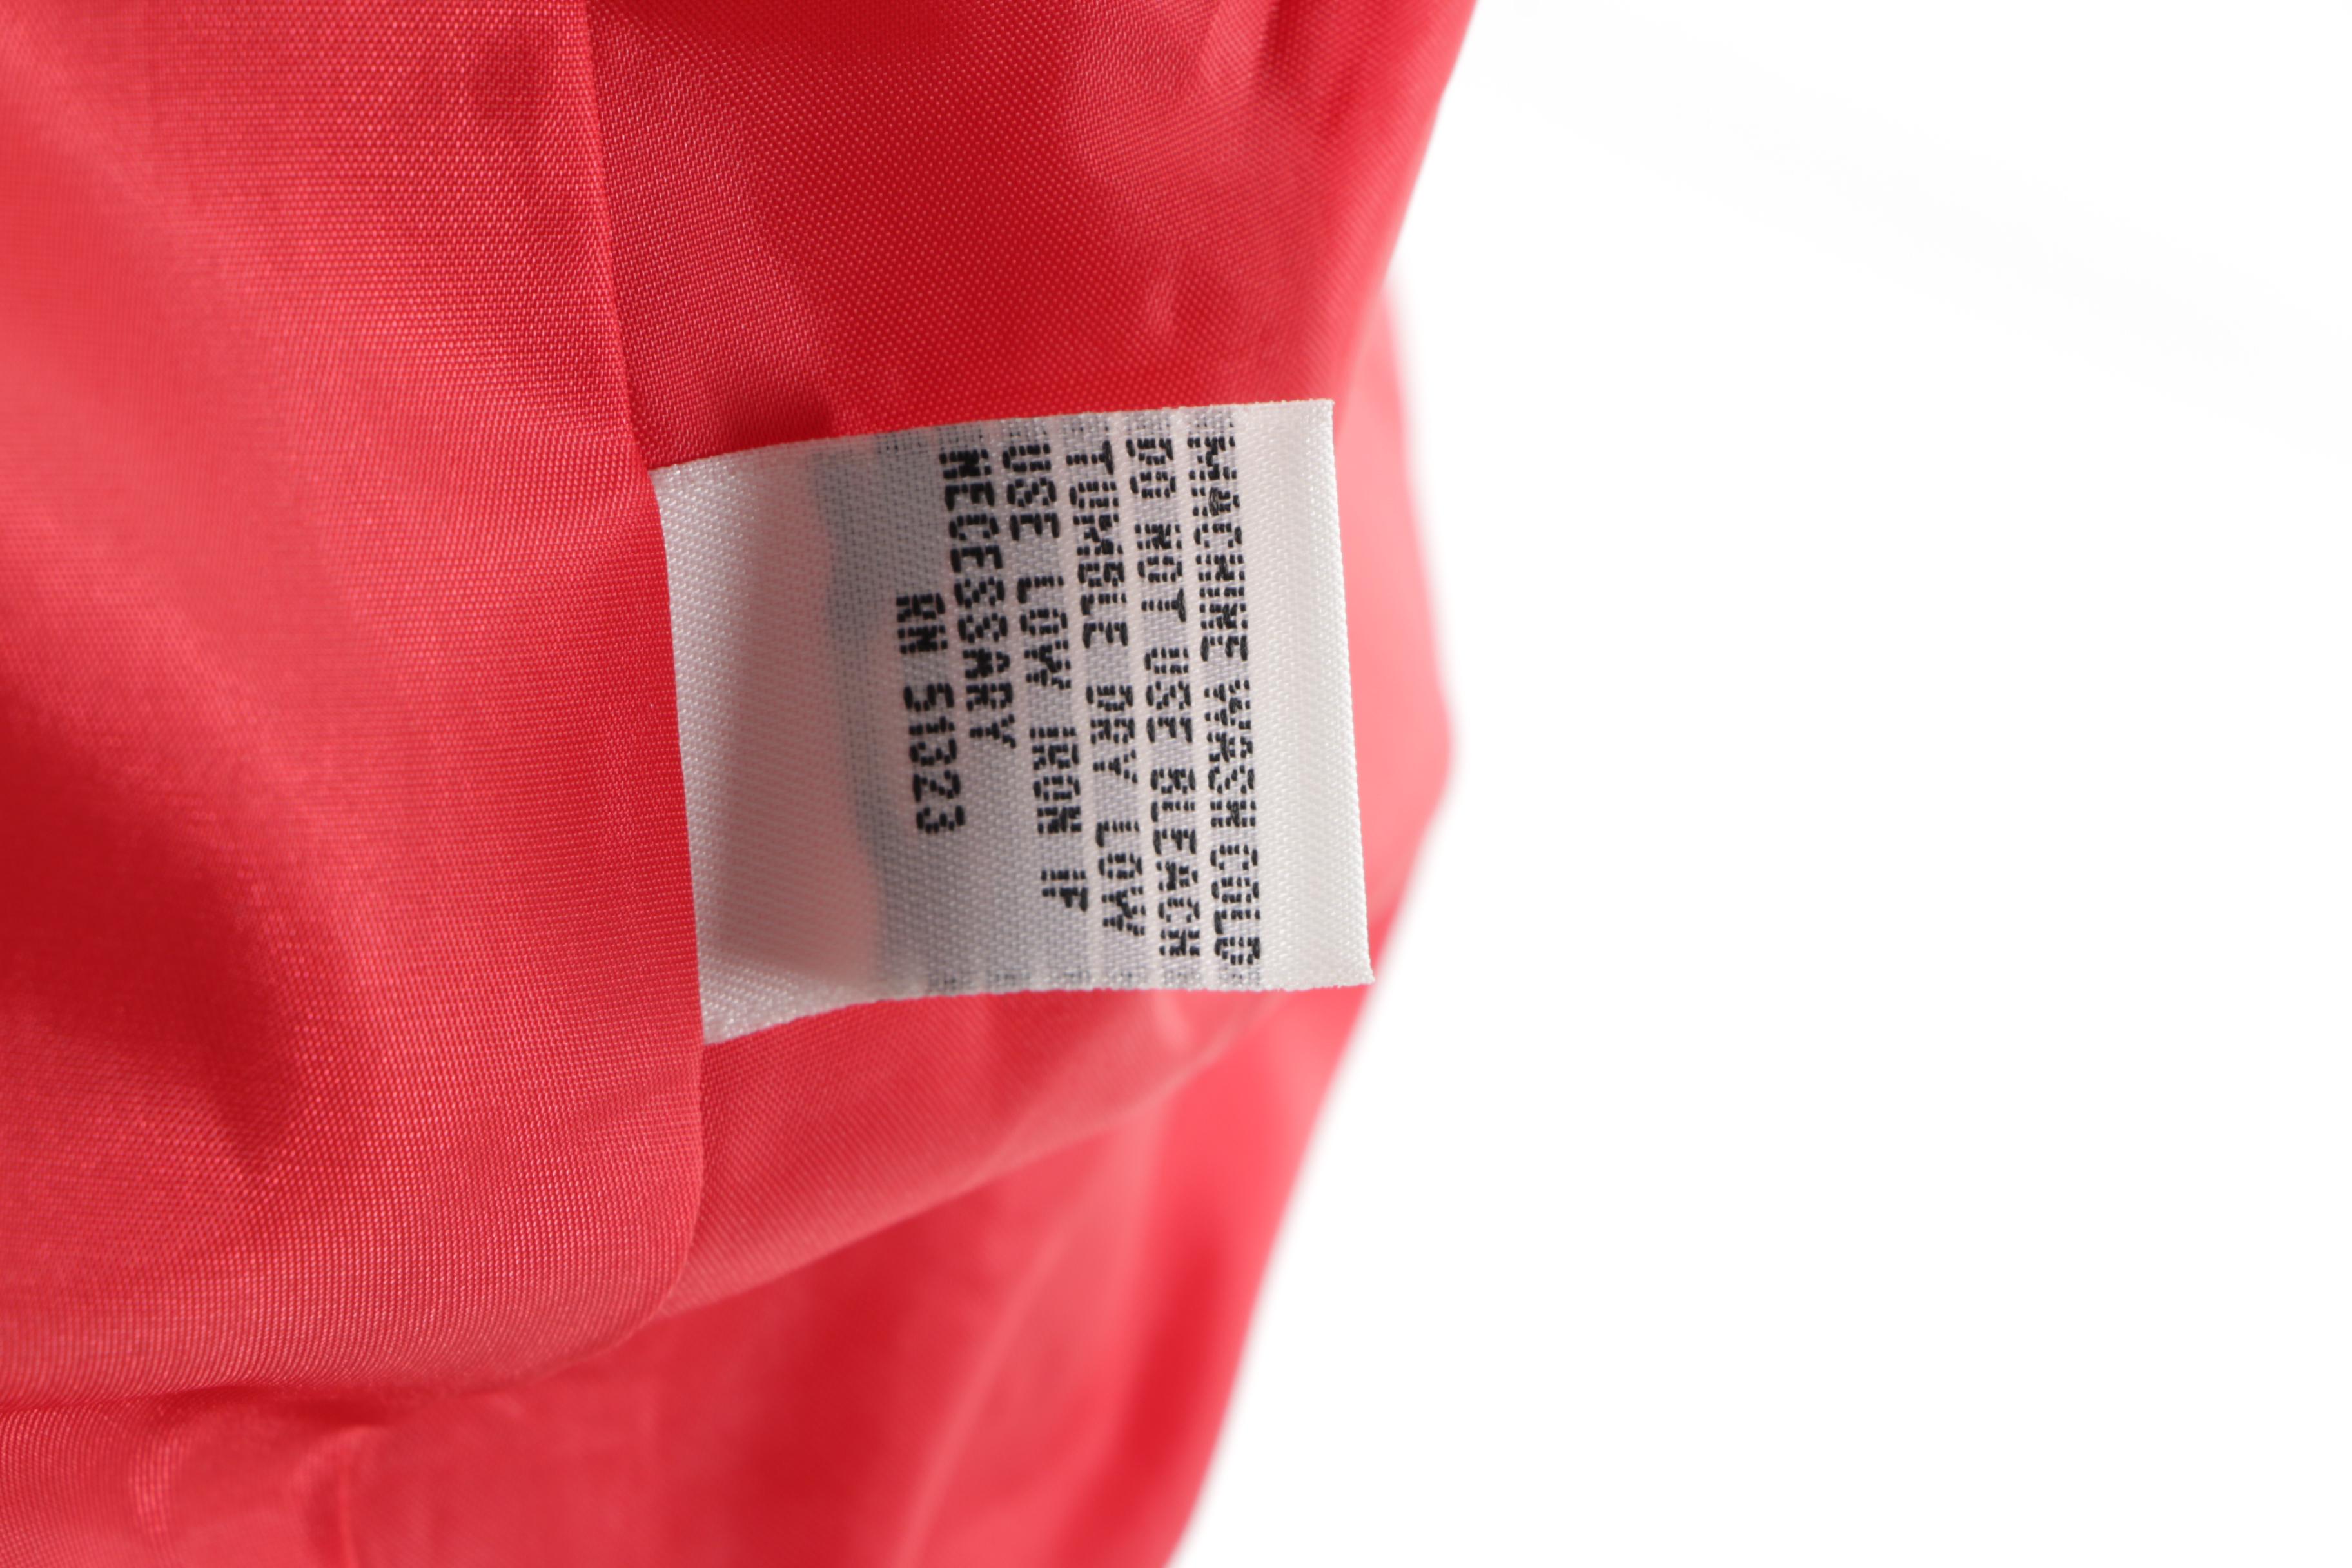 MACHINE WASH COLD
DO NOT USE BLEACH
TUMBLE DRY LOW
USE LOW IRON IF
NECESSARY
RN 51323